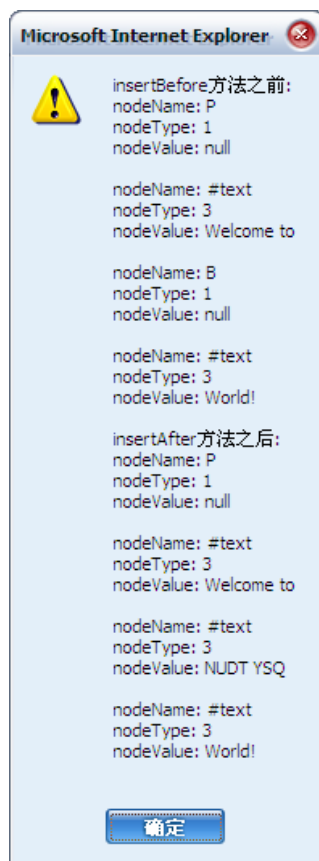 Microsoft Internet Explorer
insertBefore方法之前:
nodeName: P
nodeType: 1
nodeValue: null
nodeName: #text
nodeType: 3
nodeValue: Welcome to
nodeName: B
nodeType: 1
nodeValue: null
nodeName: #text
nodeType: 3
nodeValue: World!
insertAfter方法之后:
nodeName: P
nodeType: 1
nodeValue: null
nodeName: #text
nodeType: 3
nodeValue: Welcome to
nodeName: #text
nodeType: 3
nodeValue: NUDT YSQ
nodeName: #text
nodeType: 3
nodeValue: World!
确定